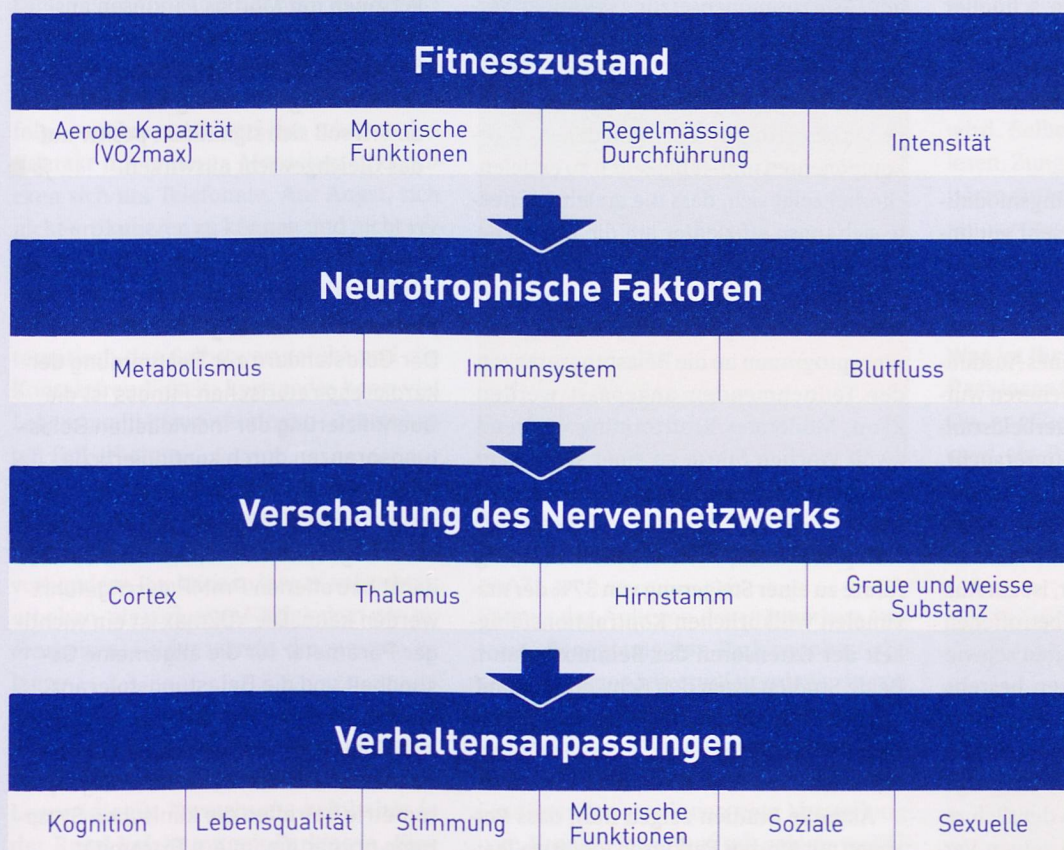 Fitnesszustand
Aerobe Kapazität
(VO2max)
Motorische
Funktionen
Regelmässige
Durchführung
Intensität
Neurotrophische Faktoren
Metabolismus
Immunsystem
Blutfluss
Verschaltung des Nervennetzwerks
Cortex
Thalamus
Hirnstamm
Graue und weisse
Substanz
Verhaltensanpassungen
Kognition
Lebensqualität
Stimmung
Motorische
Funktionen
Soziale
Sexuelle